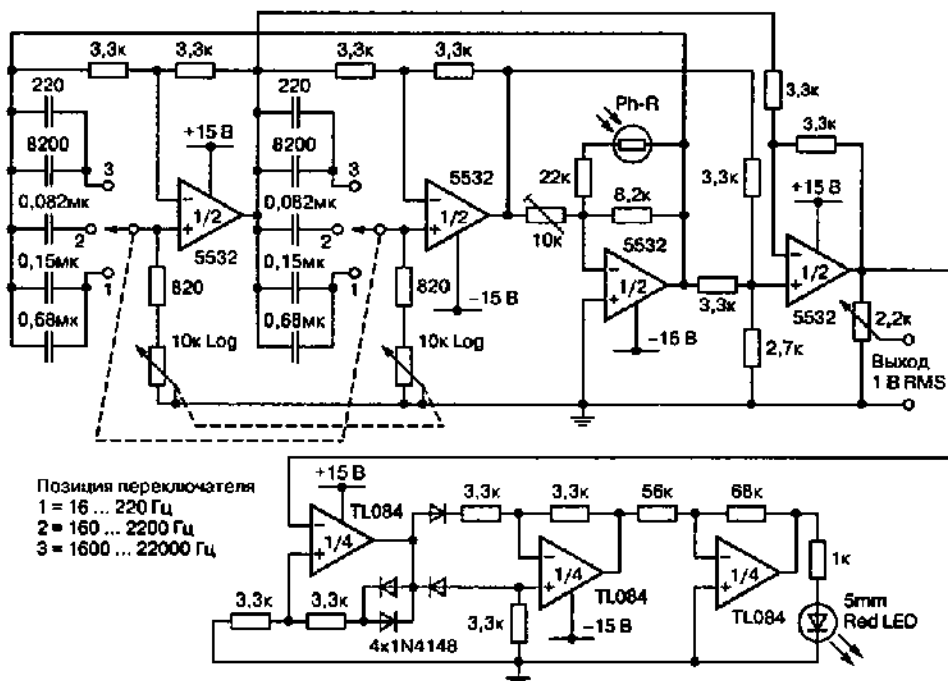 3,3к 3,3к 3,3к 3,3к
220 220 Ph-R 3,3к
8200 +15 В 8200 3,3к
3 3 5532 22к 3,3к +15 В
0,082мк 0,082мк 8,2к
2 1/2 2 1/2 10к 5532 1/2
0,15мк 5532 0,15мк 1/2 3,3к 5532 2,2к
1 820 1 820 −15 В −15 В 2,7к Выход
0,68мк 0,68мк 1 В RMS
10к Log 10к Log
Позиция переключателя
1 = 16 ... 220 Гц
2 = 160 ... 2200 Гц
3 = 1600 ... 22000 Гц
+15 В
TL084 3,3к 3,3к 56к 68к
1/4 1/4 1/4 1к
TL084 TL084 5mm
3,3к 3,3к 3,3к −15 В Red LED
4x1N4148